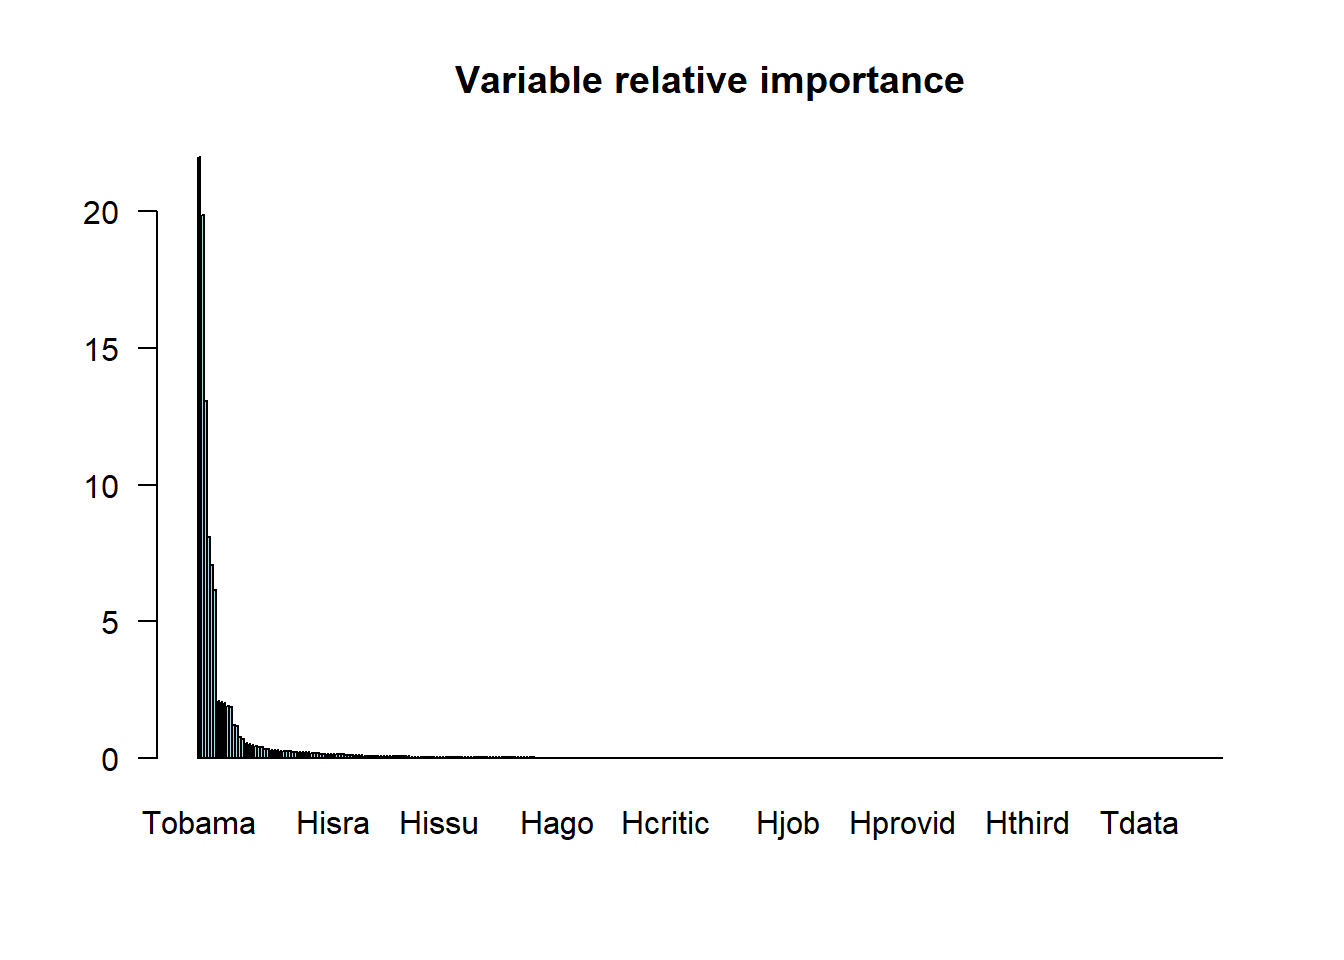 Variable relative importance
20
15
10
5
0
Tobama Hisra Hissu Hago Hcritic Hjob Hprovid Hthird Tdata